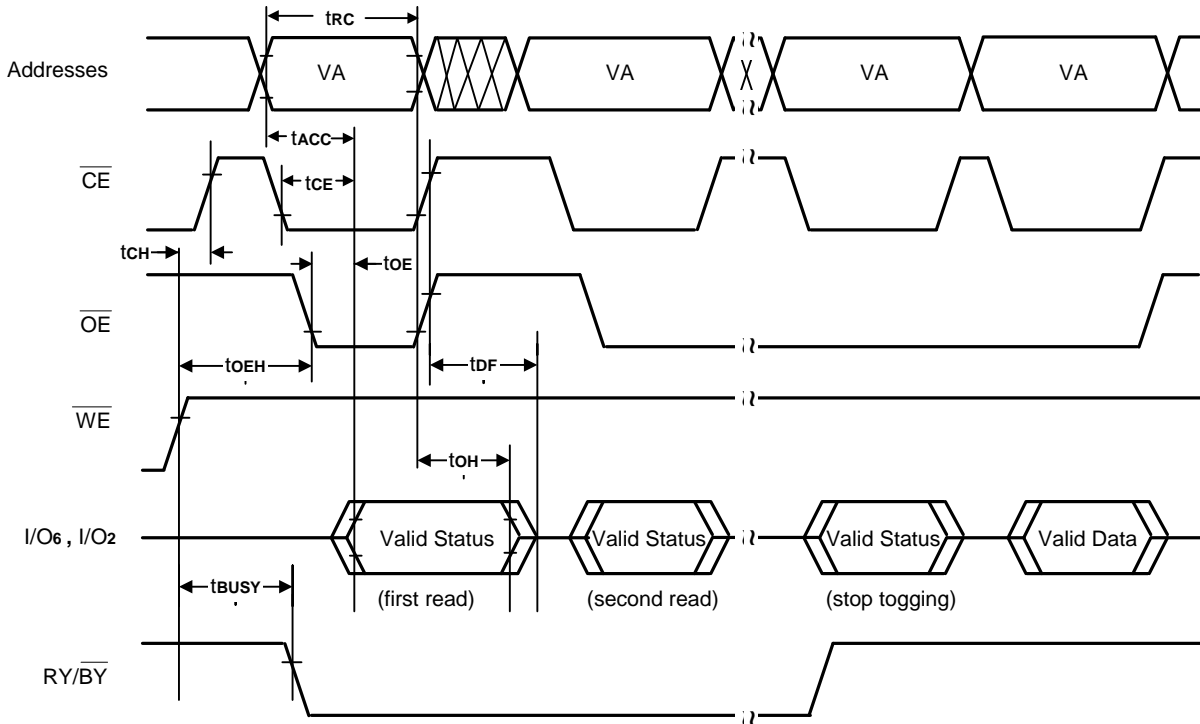 tRC
Addresses VA VA VA VA
tACC
CE
tCE
tCH
tOE
OE
tOEH
tDF
WE
tOH
I/O6 , I/O2 Valid Status Valid Status Valid Status Valid Data
tBUSY
(first read) (second read) (stop togging)
RY/BY